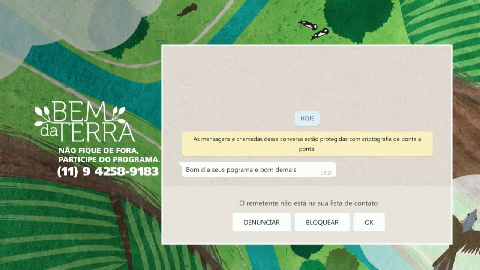 BEM
da TERRA
NÃO FIQUE DE FORA,
PARTICIPE DO PROGRAMA.
(11) 9 4258-9183
HOJE
As mensagens e chamadas dessa conversa estão protegidas com criptografia de ponta a
ponta.
Bom dia seus pograma e bom demais
O remetente não está na sua lista de contato
DENUNCIAR
BLOQUEAR
OK